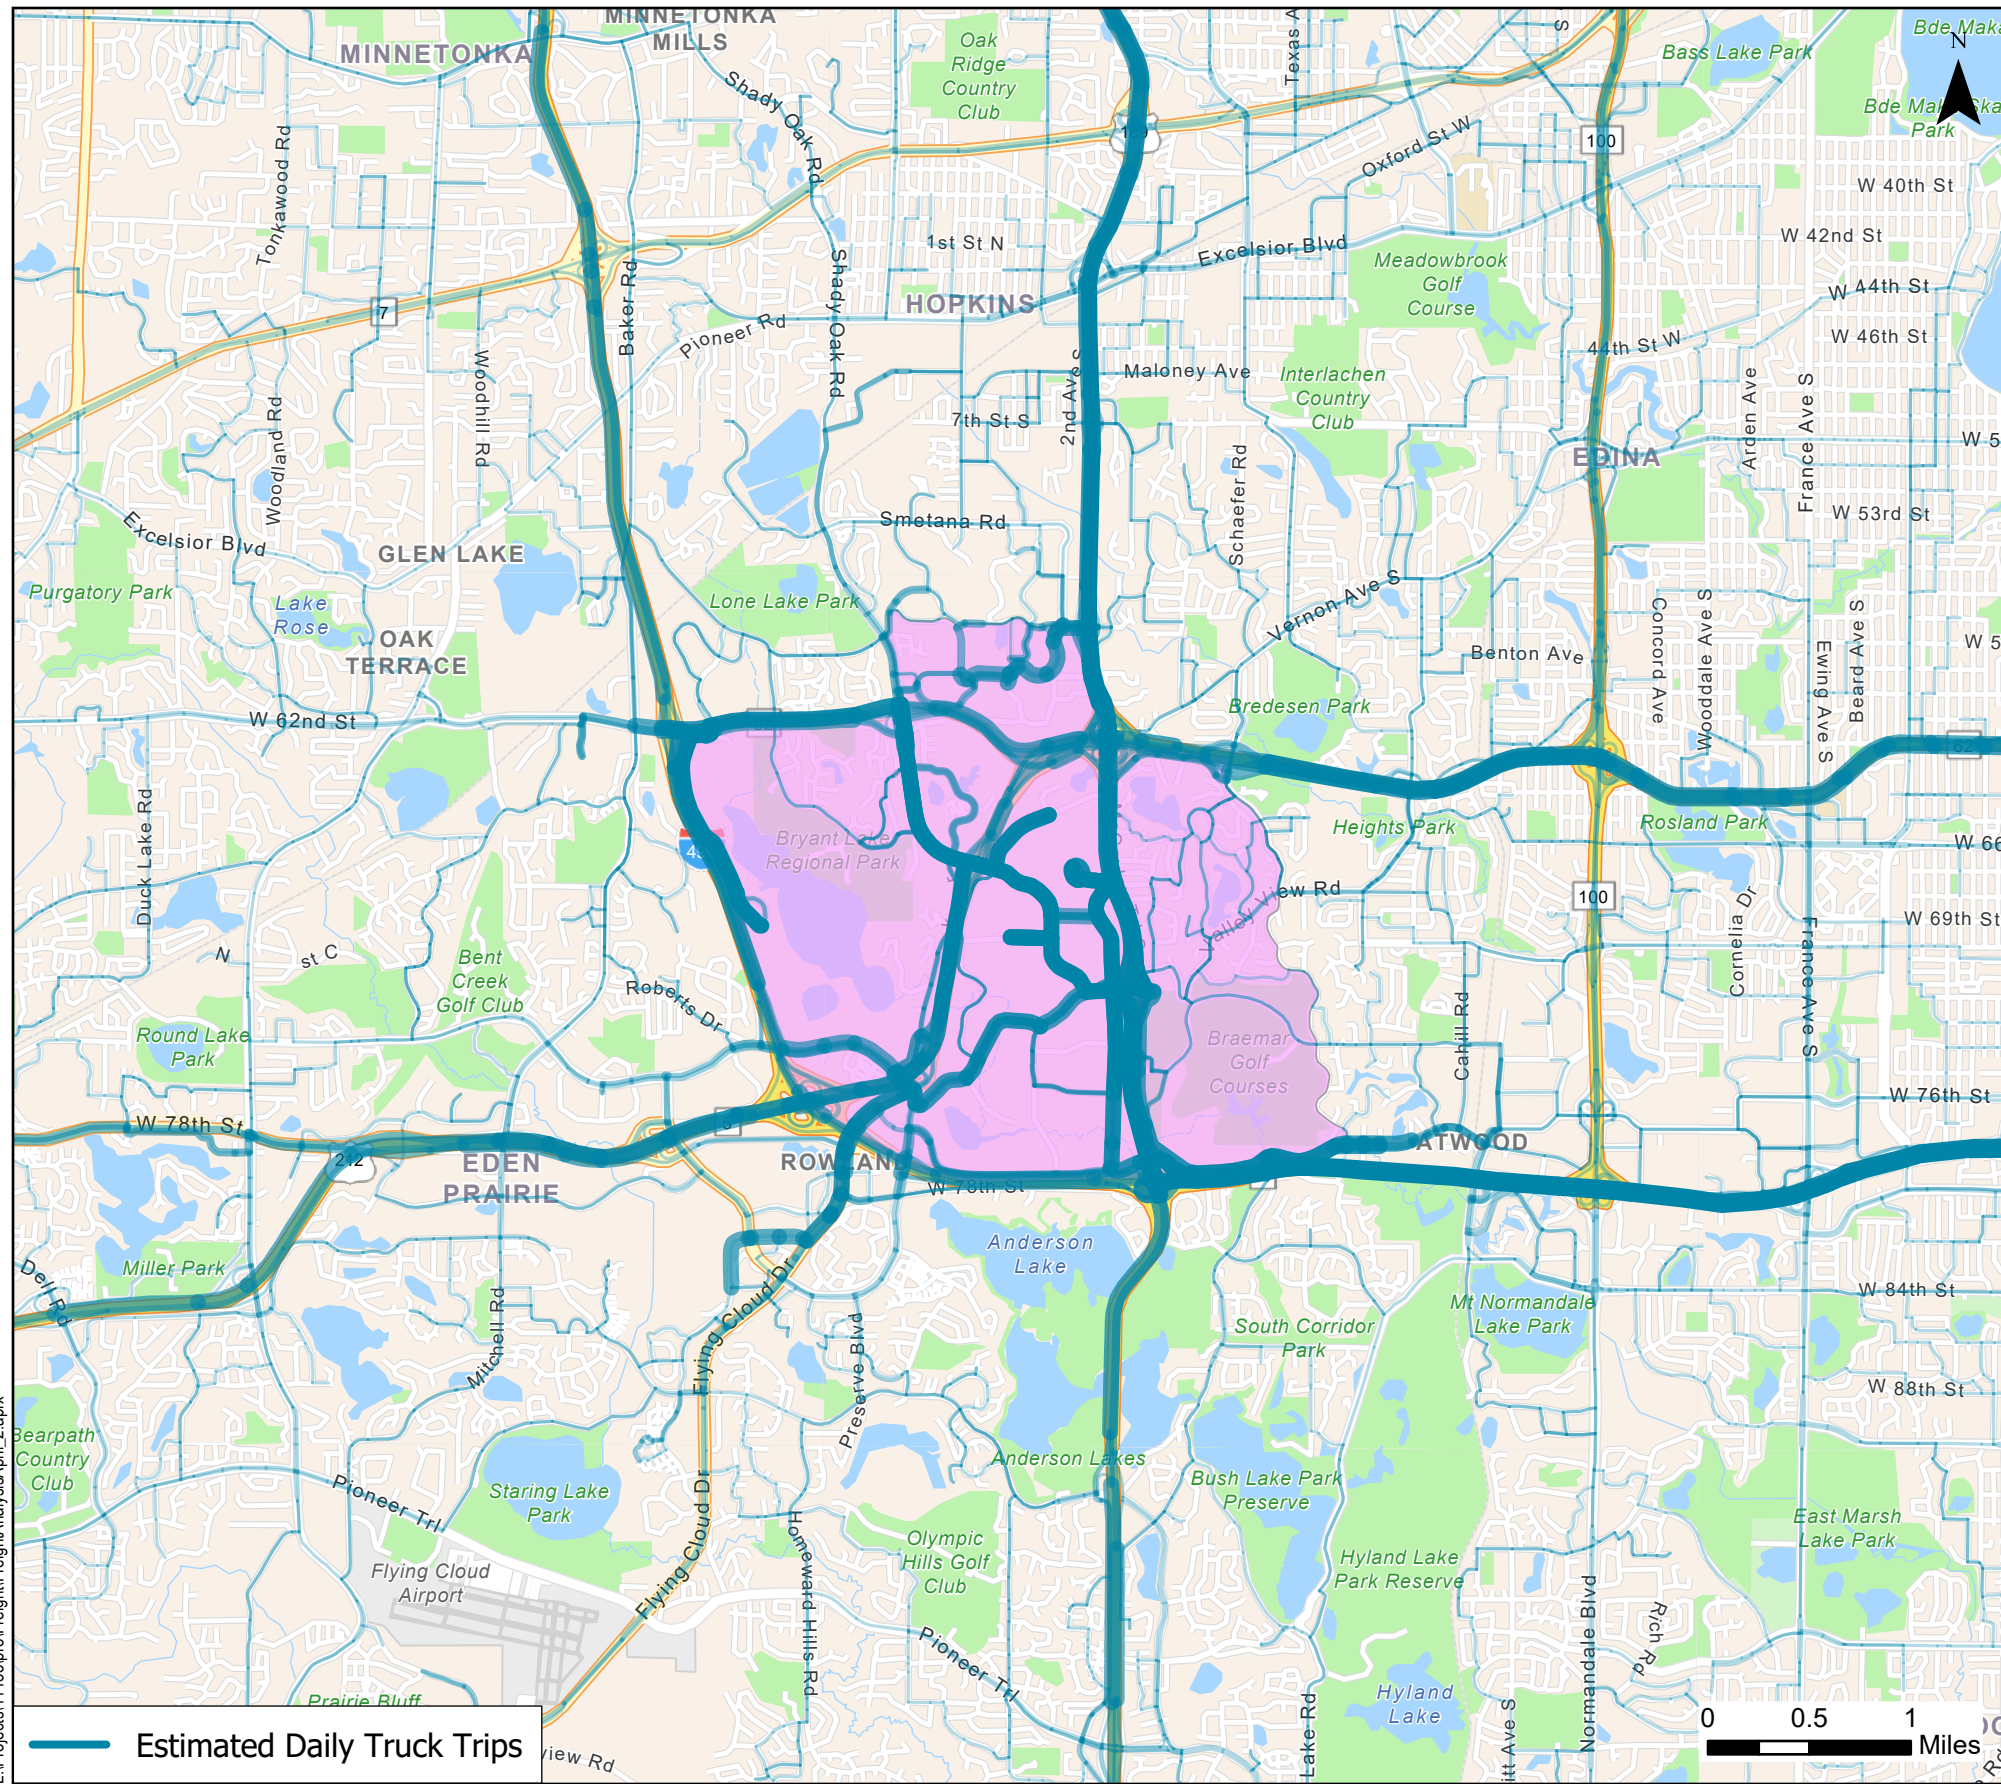 MINNETONKA
MINNETONKA
MILLS
Oak
Ridge
Country
Club
Bass Lake Park
N
Park
Shady Oak Rd
Oxford St W
100
W 40th St
Tonkawood Rd
1st St N
Excelsior Blvd
W 42nd St
Meadowbrook
Golf
Course
W 44th St
7
Baker Rd
Shady Oak Rd
HOPKINS
Pioneer Rd
44th St W
W 46th St
Woodhill Rd
2nd Ave S
Maloney Ave
Interlachen
Country
Club
7th St S
Woodland Rd
Arden Ave
France Ave S
EDINA
Schaefer Rd
Excelsior Blvd
Smetana Rd
W 53rd St
GLEN LAKE
Purgatory Park
Lake
Rose
Lone Lake Park
Vernon Ave S
Concord Ave
Wooddale Ave S
Ewing Ave S
Beard Ave S
OAK
TERRACE
Benton Ave
W 62nd St
Bredesen Park
62
Duck Lake Rd
Bryant Lake
Regional Park
Heights Park
Rosland Park
Valley View Rd
100
Cornelia Dr
W 69th St
France Ave S
Bent
Creek
Golf Club
Roberts Dr
Round Lake
Park
Braemar
Golf
Courses
Cahill Rd
W 76th St
W 78th St
212
EDEN
PRAIRIE
ROWLAND
W 78th St
ATWOOD
Anderson
Lake
Miller Park
Dell Rd
Mitchell Rd
Flying Cloud Dr
Preserve Blvd
South Corridor
Park
Mt Normandale
Lake Park
W 84th St
W 88th St
Bearpath
Country
Club
Pioneer Trl
Staring Lake
Park
Anderson Lakes
Bush Lake Park
Preserve
East Marsh
Lake Park
Flying Cloud
Airport
Flying Cloud Dr
Homeward Hills Rd
Olympic
Hills Golf
Club
Hyland Lake
Park Reserve
Pioneer Trl
Normandale Blvd
Rich Rd
Prairie Bluff
Hyland
Lake
Lake Rd
itt Ave S
view Rd
Estimated Daily Truck Trips
0 0.5 1
Miles